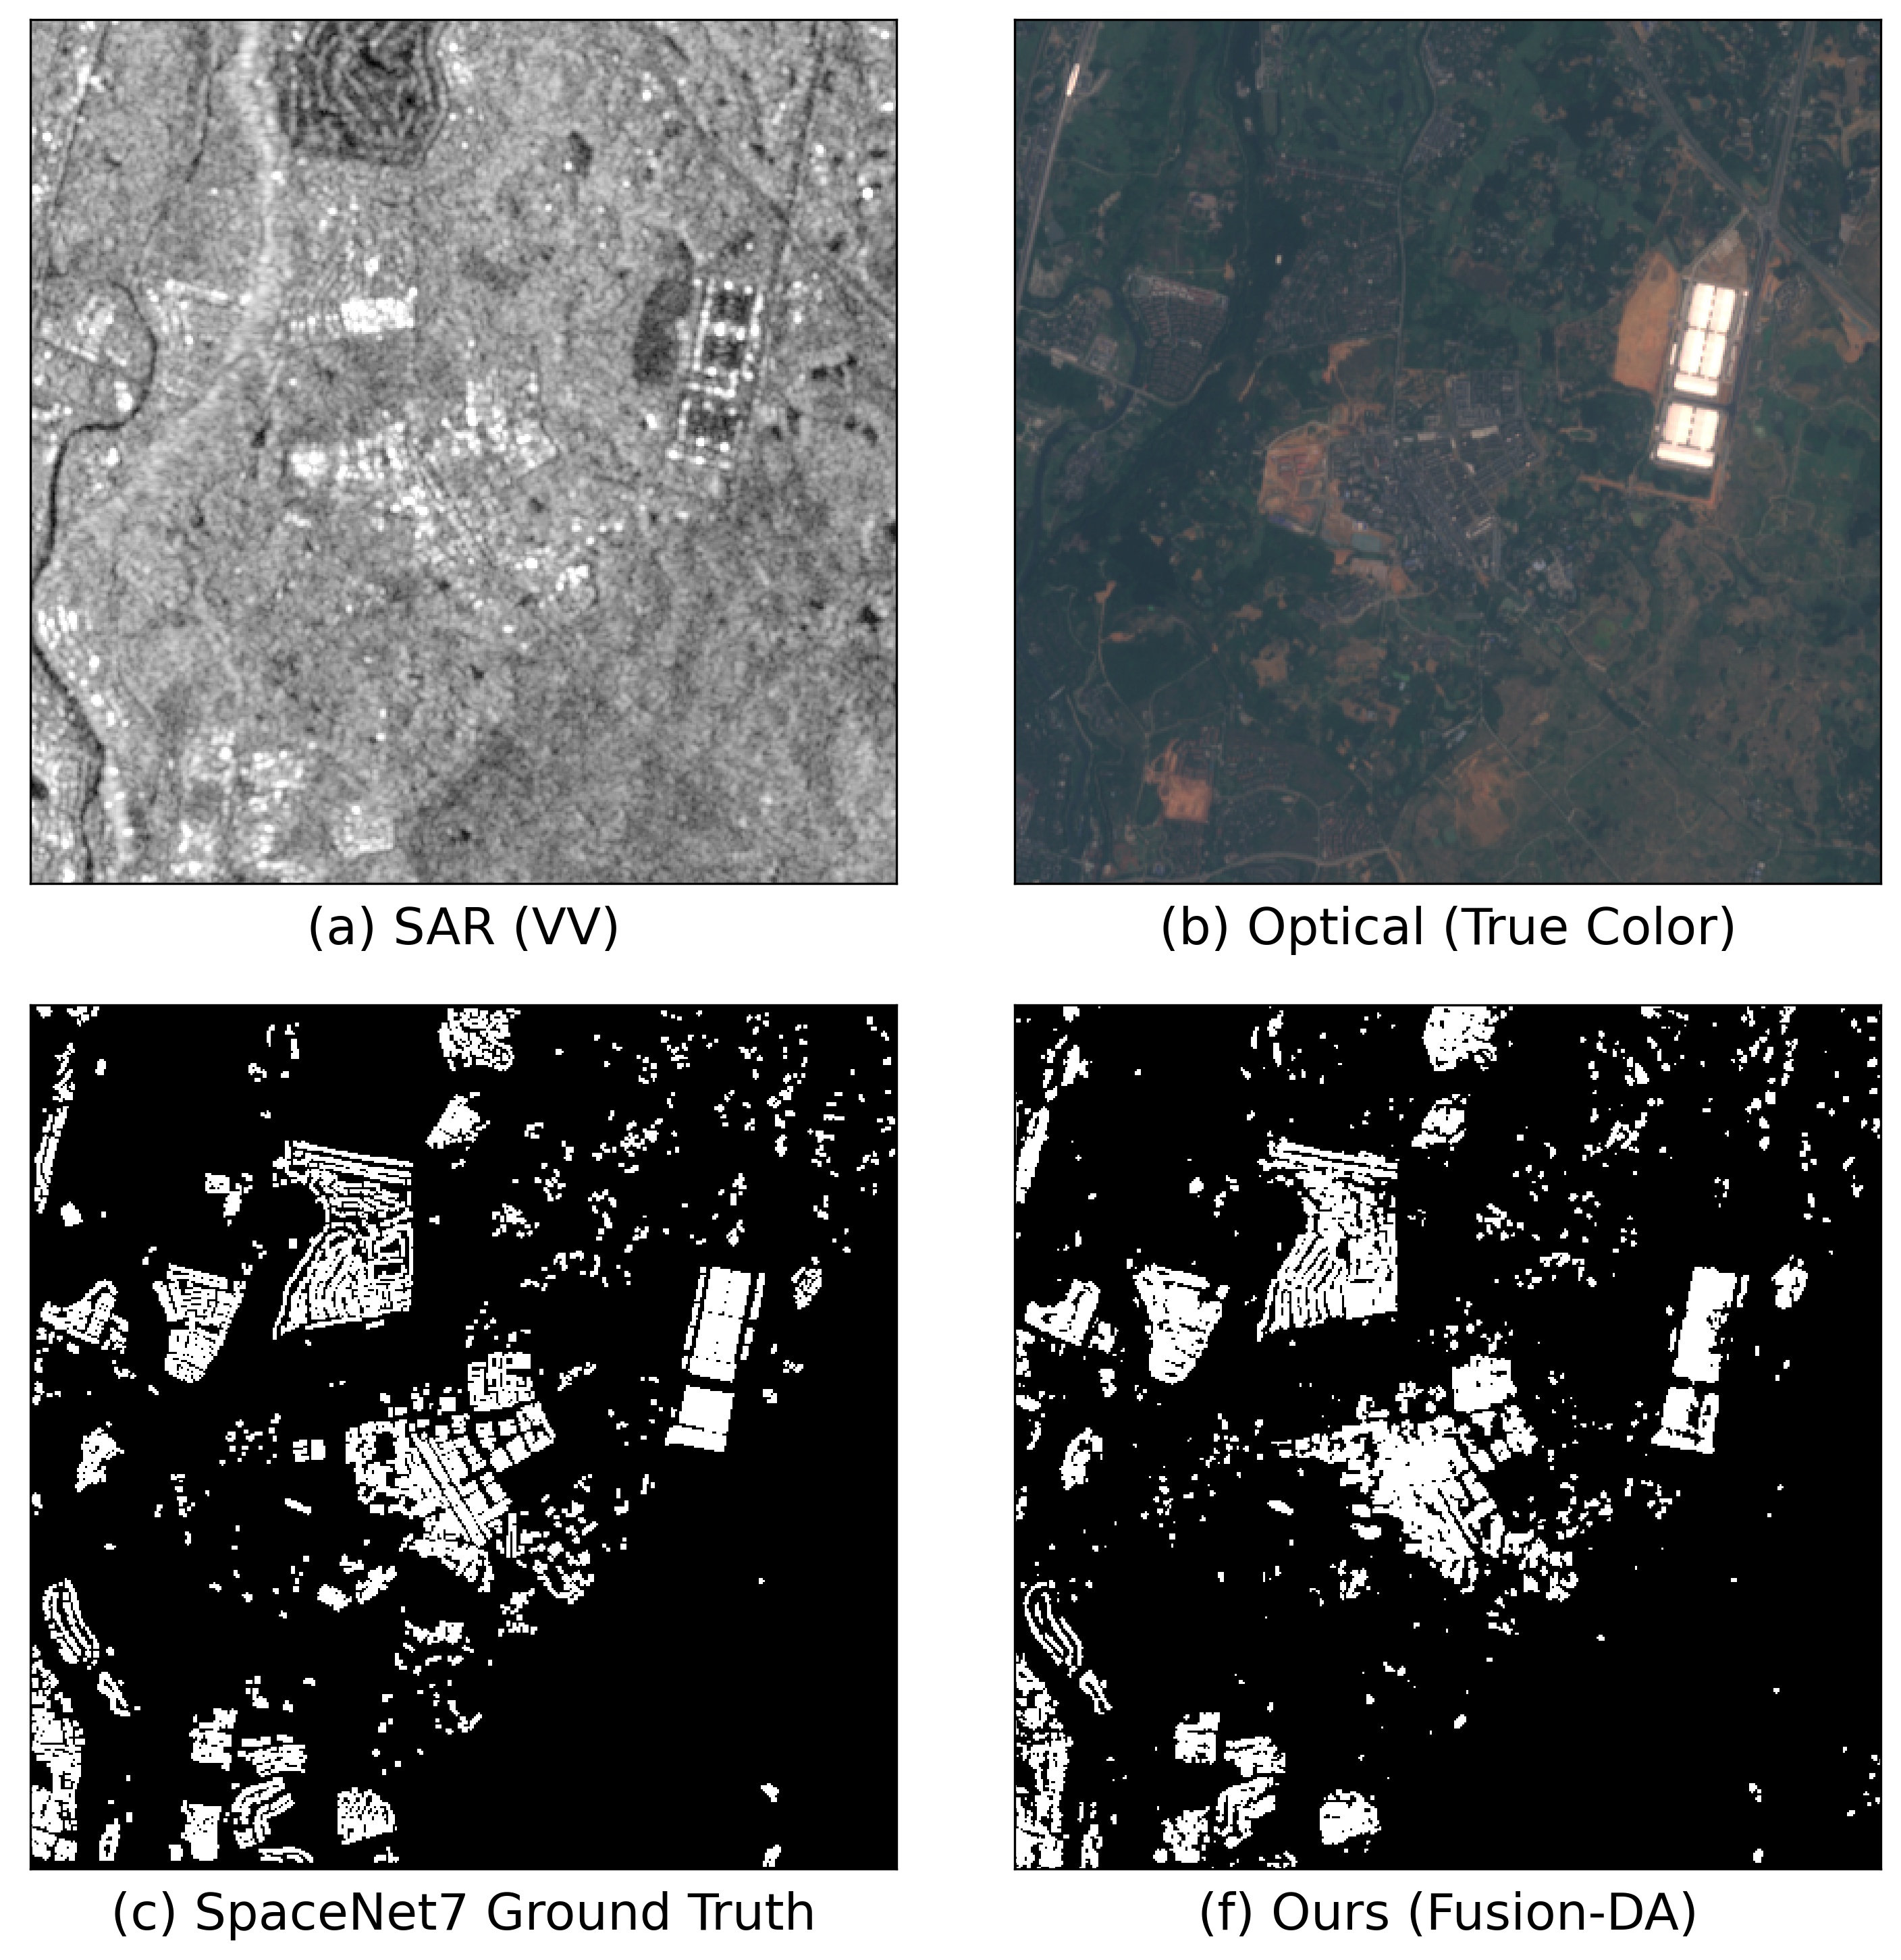 (a) SAR (VV)
(b) Optical (True Color)
(c) SpaceNet7 Ground Truth
(f) Ours (Fusion-DA)